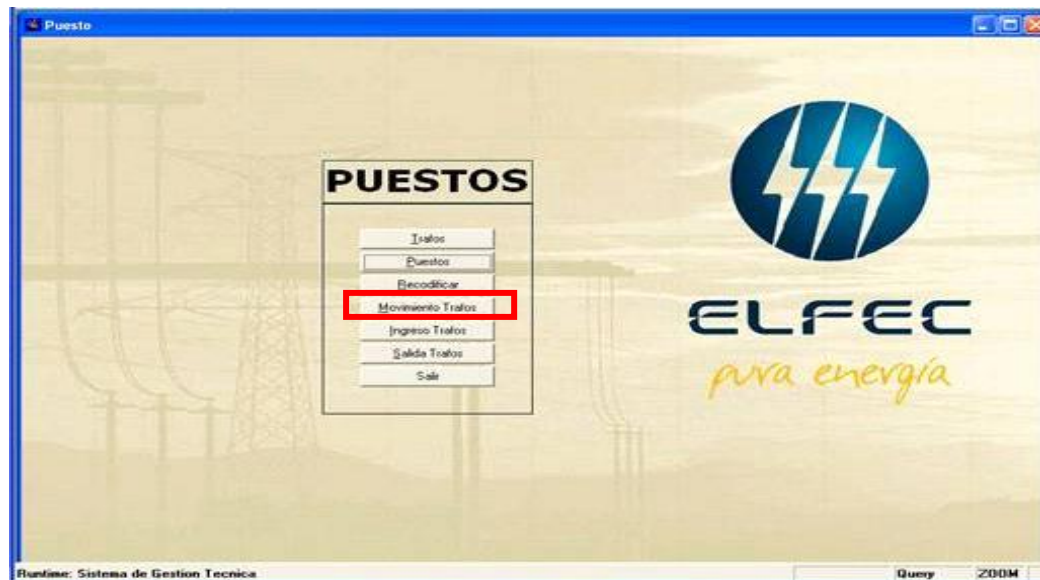 Puesto
PUESTOS
Trafos
Puestos
Recodificar
Movimiento Trafos
Ingreso Trafos
Salida Trafos
Salir
ELFEC
pura energía
Runtime: Sistema de Gestion Tecnica
Query ZOOM